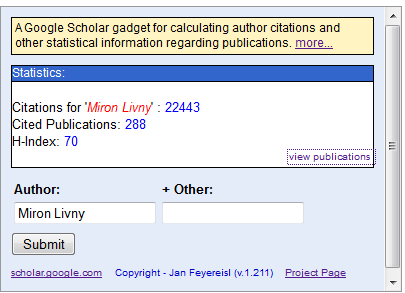 A Google Scholar gadget for calculating author citations and
other statistical information regarding publications. more...
Statistics:
Citations for 'Miron Livny' : 22443
Cited Publications: 288
H-Index: 70
view publications
Author: + Other:
Miron Livny
Submit
scholar.google.com Copyright - Jan Feyereisl (v.1.211) Project Page